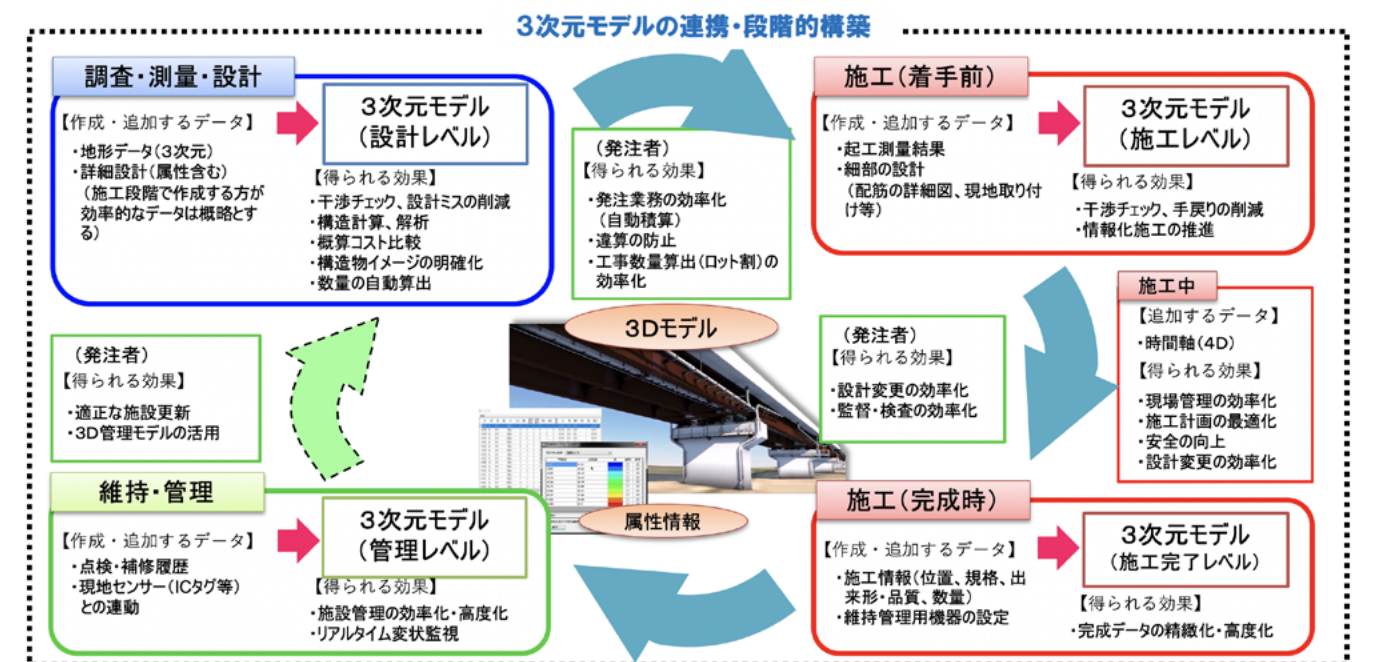 3次元モデルの連携・段階的構築
調査・測量・設計
【作成・追加するデータ】
・地形データ(3次元)
・詳細設計(属性含む)
(施工段階で作成する方が
効率的なデータは概略とす
る)
3次元モデル
(設計レベル)
【得られる効果】
・干渉チェック、設計ミスの削減
・構造計算、解析
・概算コスト比較
・構造物イメージの明確化
・数量の自動算出
(発注者)
【得られる効果】
・発注業務の効率化
(自動積算)
・違算の防止
・工事数量算出(ロット割)の
効率化
施工(着手前)
【作成・追加するデータ】
・起工測量結果
・細部の設計
(配筋の詳細図、現地取り付
け等)
3次元モデル
(施工レベル)
【得られる効果】
・干渉チェック、手戻りの削減
・情報化施工の推進
施工中
【追加するデータ】
・時間軸(4D)
【得られる効果】
・現場管理の効率化
・施工計画の最適化
・安全の向上
・設計変更の効率化
(発注者)
【得られる効果】
・設計変更の効率化
・監督・検査の効率化
3Dモデル
属性情報
(発注者)
【得られる効果】
・適正な施設更新
・3D管理モデルの活用
維持・管理
【作成・追加するデータ】
・点検・補修履歴
・現地センサー(ICタグ等)
との連動
3次元モデル
(管理レベル)
【得られる効果】
・施設管理の効率化・高度化
・リアルタイム変状監視
施工(完成時)
【作成・追加するデータ】
・施工情報(位置、規格、出
来形・品質、数量)
・維持管理用機器の設定
3次元モデル
(施工完了レベル)
【得られる効果】
・完成データの精緻化・高度化